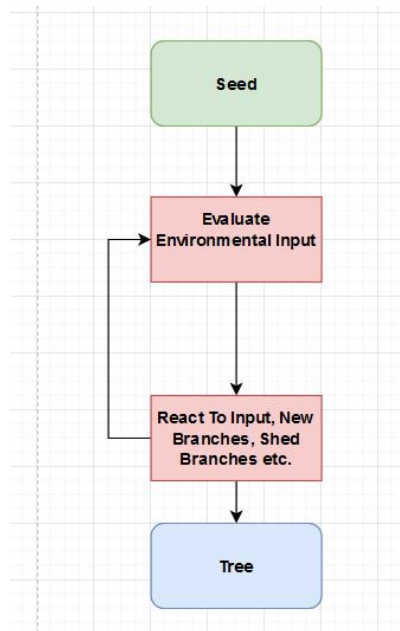 Seed
Evaluate
Environmental Input
React To Input, New
Branches, Shed
Branches etc.
Tree